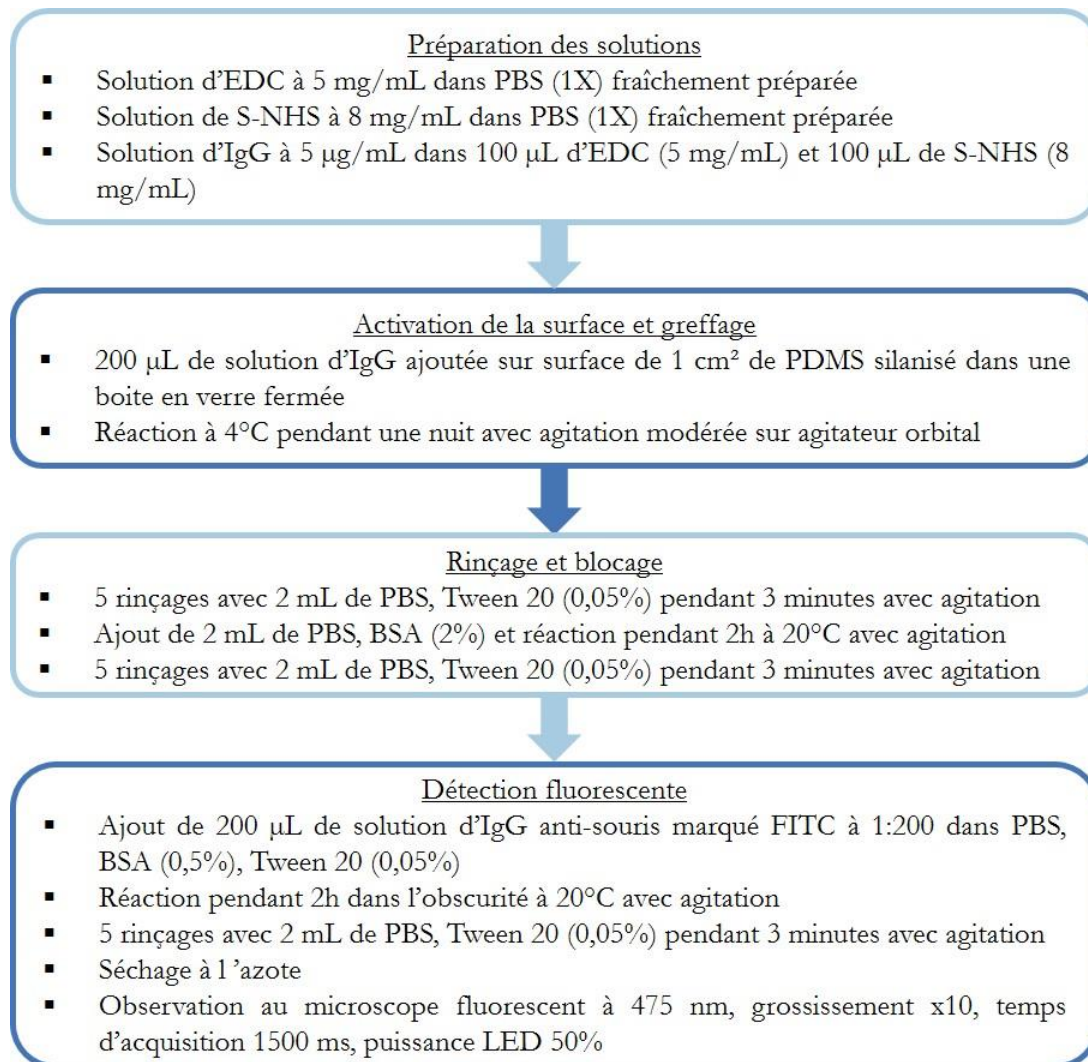 Préparation des solutions
▪ Solution d'EDC à 5 mg/mL dans PBS (1X) fraîchement préparée
▪ Solution de S-NHS à 8 mg/mL dans PBS (1X) fraîchement préparée
▪ Solution d'IgG à 5 µg/mL dans 100 µL d'EDC (5 mg/mL) et 100 µL de S-NHS (8
mg/mL)
Activation de la surface et greffage
▪ 200 µL de solution d'IgG ajoutée sur surface de 1 cm² de PDMS silanisé dans une
boite en verre fermée
▪ Réaction à 4°C pendant une nuit avec agitation modérée sur agitateur orbital
Rinçage et blocage
▪ 5 rinçages avec 2 mL de PBS, Tween 20 (0,05%) pendant 3 minutes avec agitation
▪ Ajout de 2 mL de PBS, BSA (2%) et réaction pendant 2h à 20°C avec agitation
▪ 5 rinçages avec 2 mL de PBS, Tween 20 (0,05%) pendant 3 minutes avec agitation
Détection fluorescente
▪ Ajout de 200 µL de solution d'IgG anti-souris marqué FITC à 1:200 dans PBS,
BSA (0,5%), Tween 20 (0,05%)
▪ Réaction pendant 2h dans l'obscurité à 20°C avec agitation
▪ 5 rinçages avec 2 mL de PBS, Tween 20 (0,05%) pendant 3 minutes avec agitation
▪ Séchage à l 'azote
▪ Observation au microscope fluorescent à 475 nm, grossissement x10, temps
d'acquisition 1500 ms, puissance LED 50%